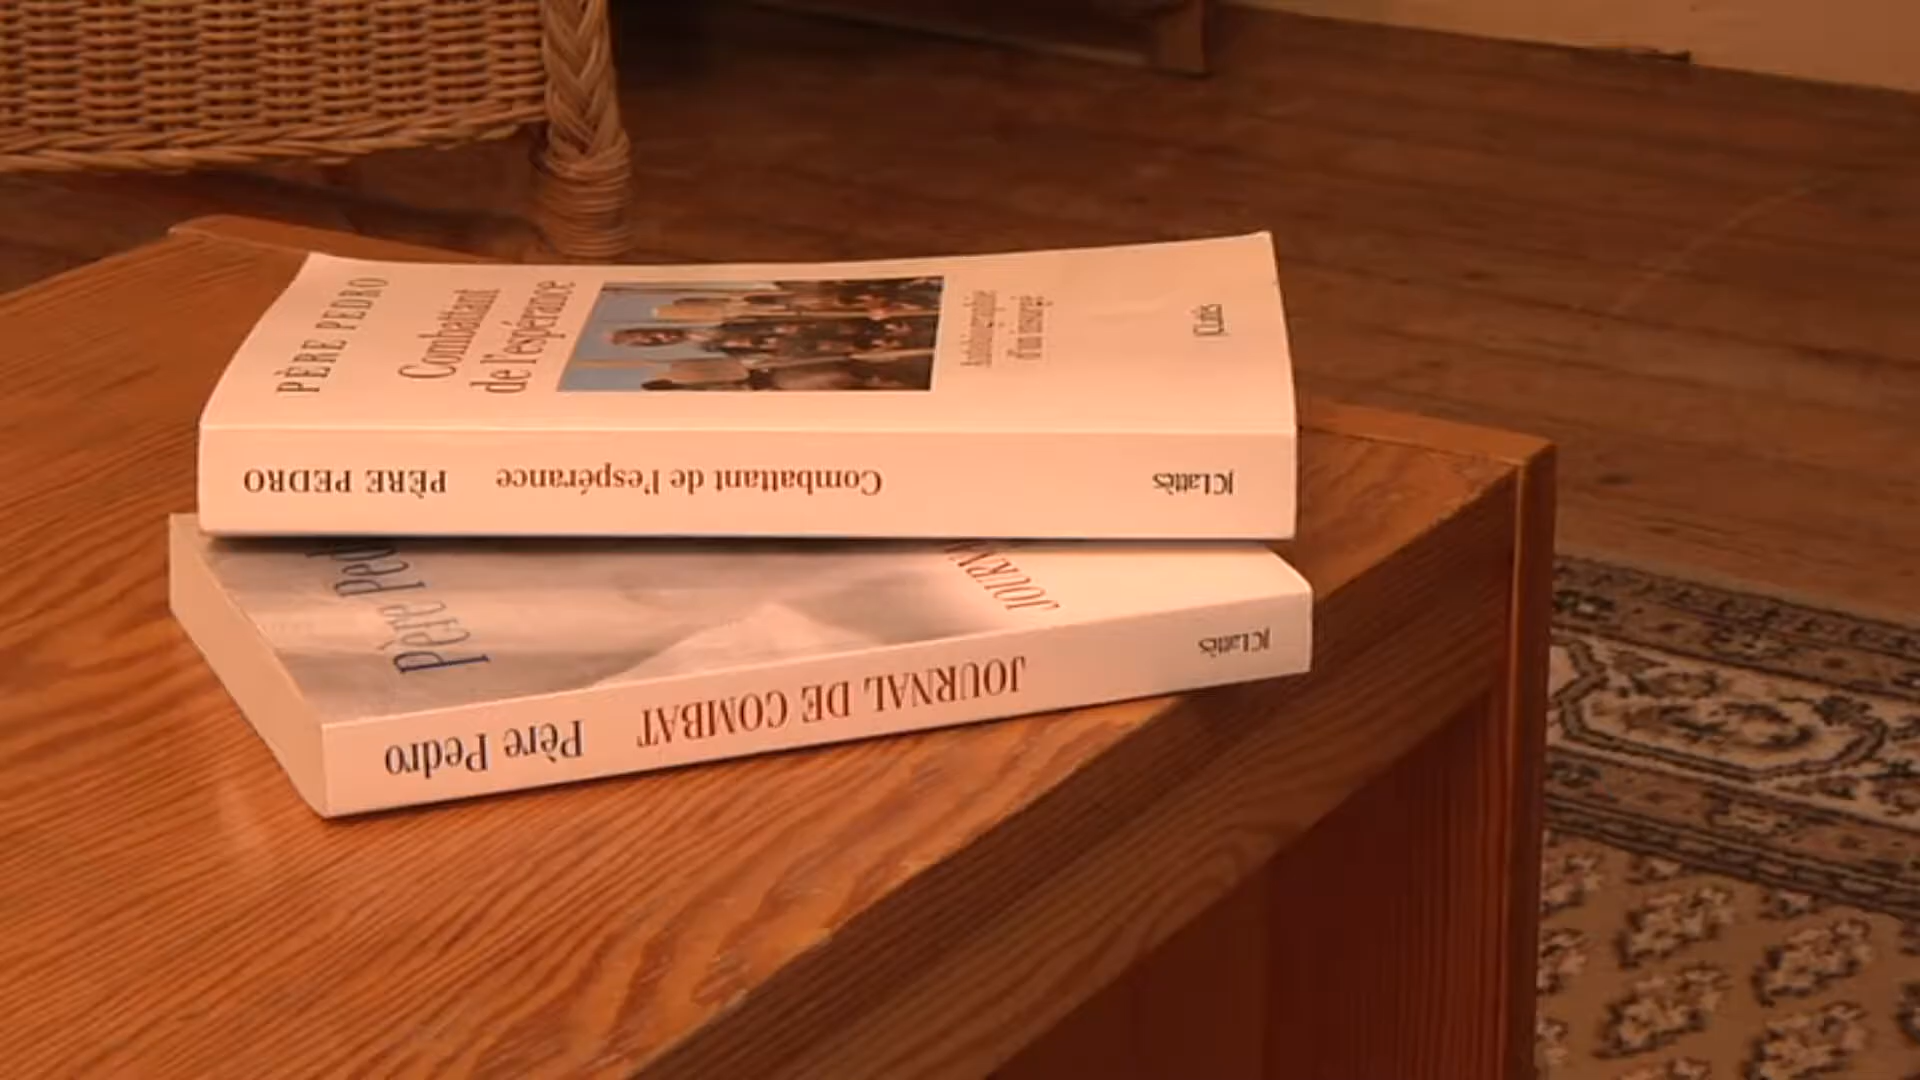 PÈRE PEDRO
Combattant
de l'espérance
Autobiographie
d'un insurgé
JCLattès
PÈRE PEDRO Combattant de l'espérance JCLattès
Père Pedro
JOURNAL
Père Pedro JOURNAL DE COMBAT JCLattès